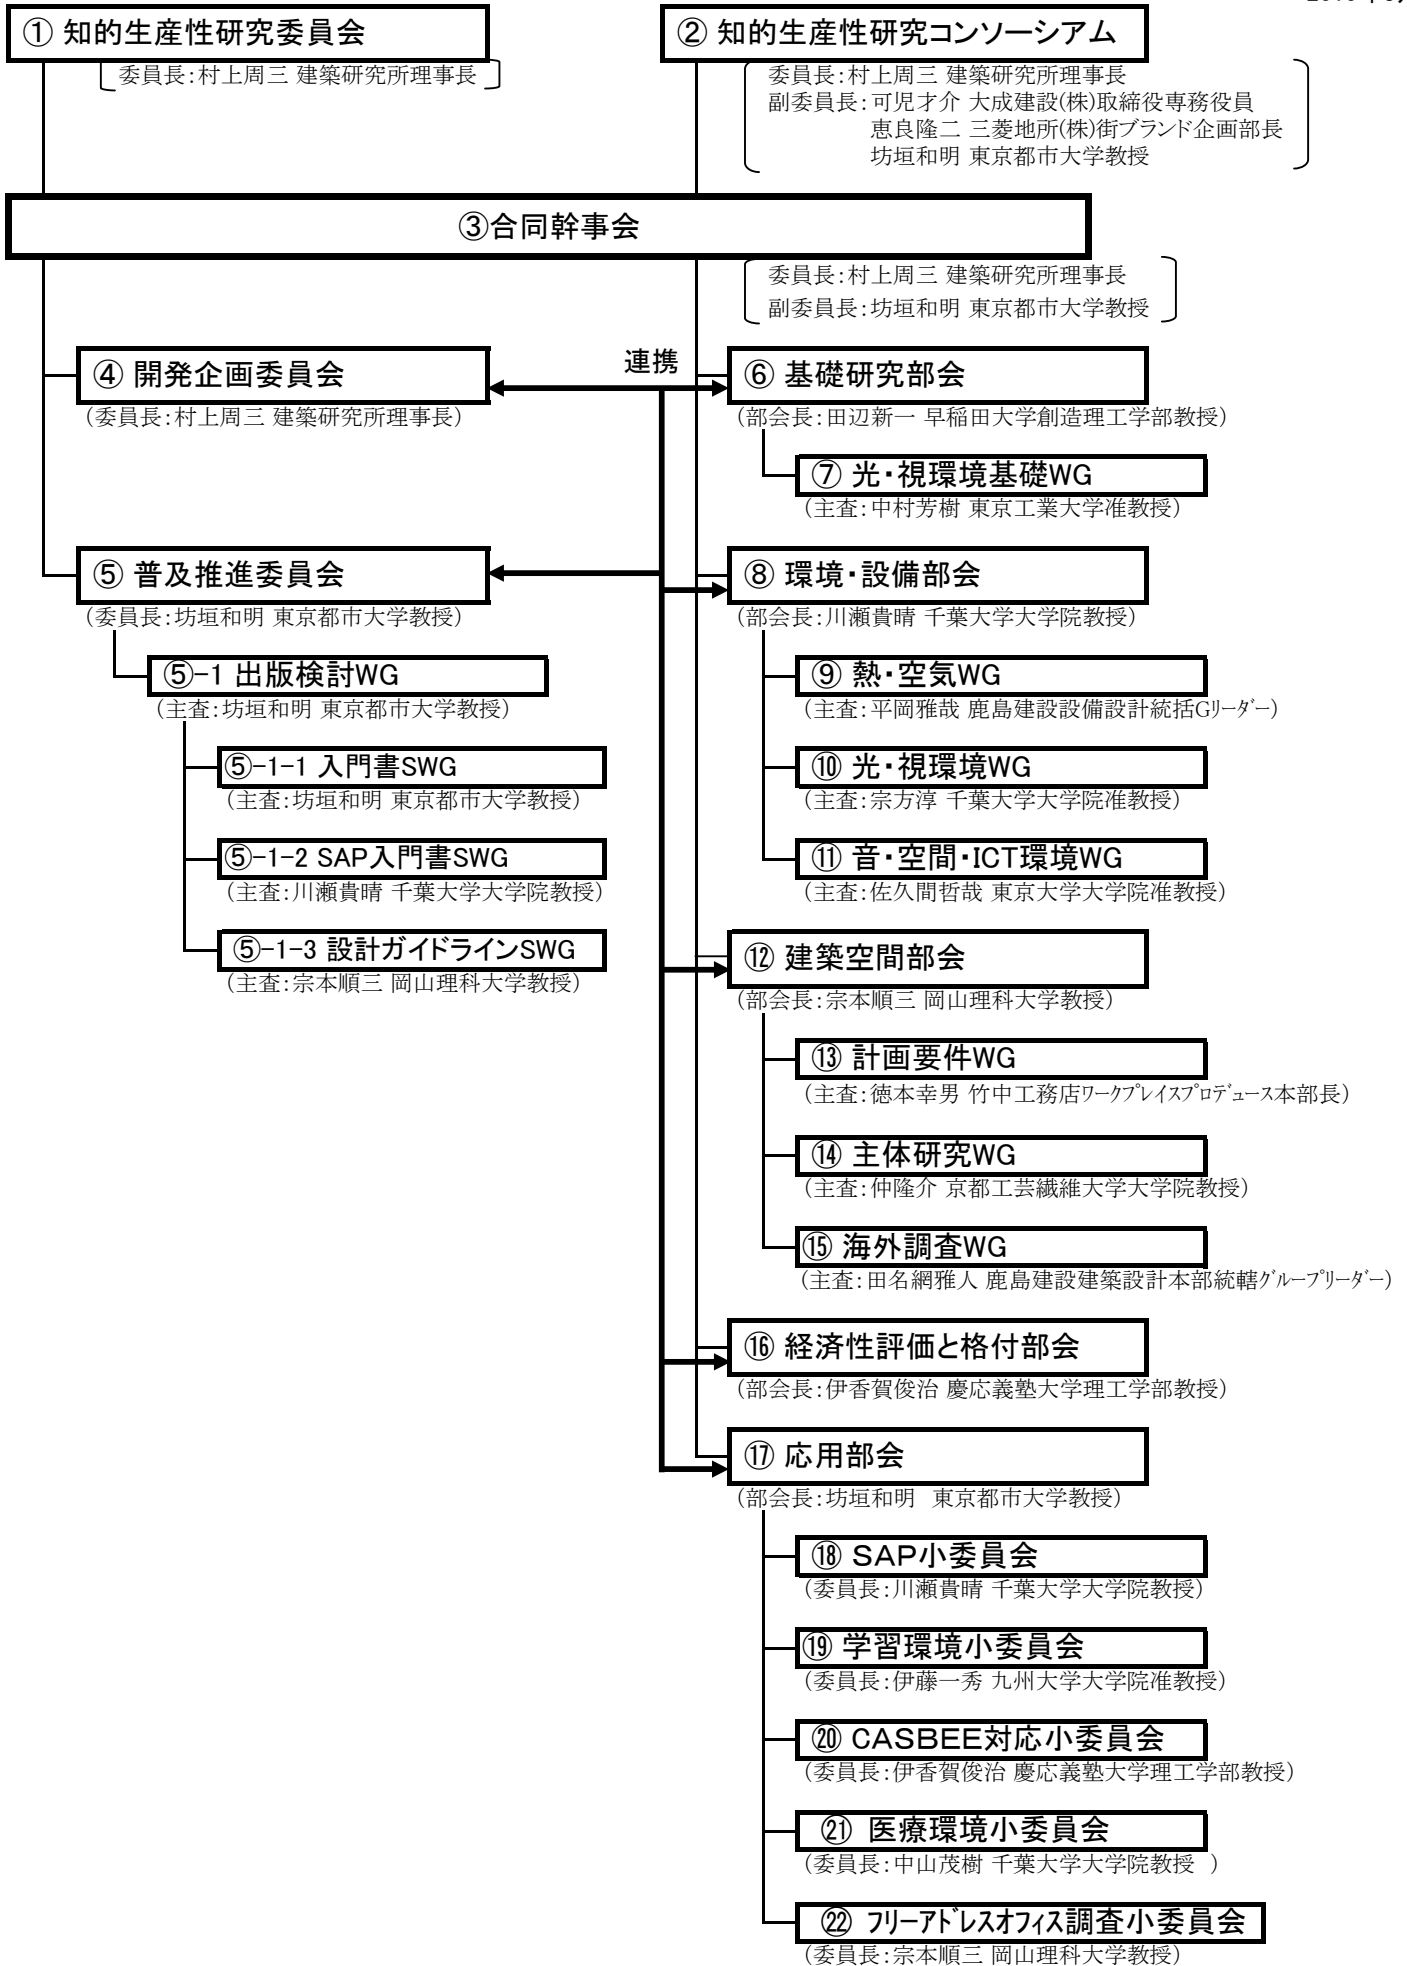 ① 知的生産性研究委員会
(委員長:村上周三 建築研究所理事長)
② 知的生産性研究コンソーシアム
委員長:村上周三 建築研究所理事長
副委員長:可児才介 大成建設(株)取締役専務役員
恵良隆二 三菱地所(株)街ブランド企画部長
坊垣和明 東京都市大学教授
③合同幹事会
委員長:村上周三 建築研究所理事長
副委員長:坊垣和明 東京都市大学教授
連携
④ 開発企画委員会
(委員長:村上周三 建築研究所理事長)
⑤ 普及推進委員会
(委員長:坊垣和明 東京都市大学教授)
⑤-1 出版検討WG
(主査:坊垣和明 東京都市大学教授)
⑤-1-1 入門書SWG
(主査:坊垣和明 東京都市大学教授)
⑤-1-2 SAP入門書SWG
(主査:川瀬貴晴 千葉大学大学院教授)
⑤-1-3 設計ガイドラインSWG
(主査:宗本順三 岡山理科大学教授)
⑥ 基礎研究部会
(部会長:田辺新一 早稲田大学創造理工学部教授)
⑦ 光・視環境基礎WG
(主査:中村芳樹 東京工業大学准教授)
⑧ 環境・設備部会
(部会長:川瀬貴晴 千葉大学大学院教授)
⑨ 熱・空気WG
(主査:平岡雅哉 鹿島建設設備設計統括Gリーダー)
⑩ 光・視環境WG
(主査:宗方淳 千葉大学大学院准教授)
⑪ 音・空間・ICT環境WG
(主査:佐久間哲哉 東京大学大学院准教授)
⑫ 建築空間部会
(部会長:宗本順三 岡山理科大学教授)
⑬ 計画要件WG
(主査:徳本幸男 竹中工務店ワークプレイスプロデュース本部長)
⑭ 主体研究WG
(主査:仲隆介 京都工芸繊維大学大学院教授)
⑮ 海外調査WG
(主査:田名網雅人 鹿島建設建築設計本部統轄グループリーダー)
⑯ 経済性評価と格付部会
(部会長:伊香賀俊治 慶応義塾大学理工学部教授)
⑰ 応用部会
(部会長:坊垣和明 東京都市大学教授)
⑱ SAP小委員会
(委員長:川瀬貴晴 千葉大学大学院教授)
⑲ 学習環境小委員会
(委員長:伊藤一秀 九州大学大学院准教授)
⑳ CASBEE対応小委員会
(委員長:伊香賀俊治 慶応義塾大学理工学部教授)
㉑ 医療環境小委員会
(委員長:中山茂樹 千葉大学大学院教授 )
㉒ フリーアドレスオフィス調査小委員会
(委員長:宗本順三 岡山理科大学教授)